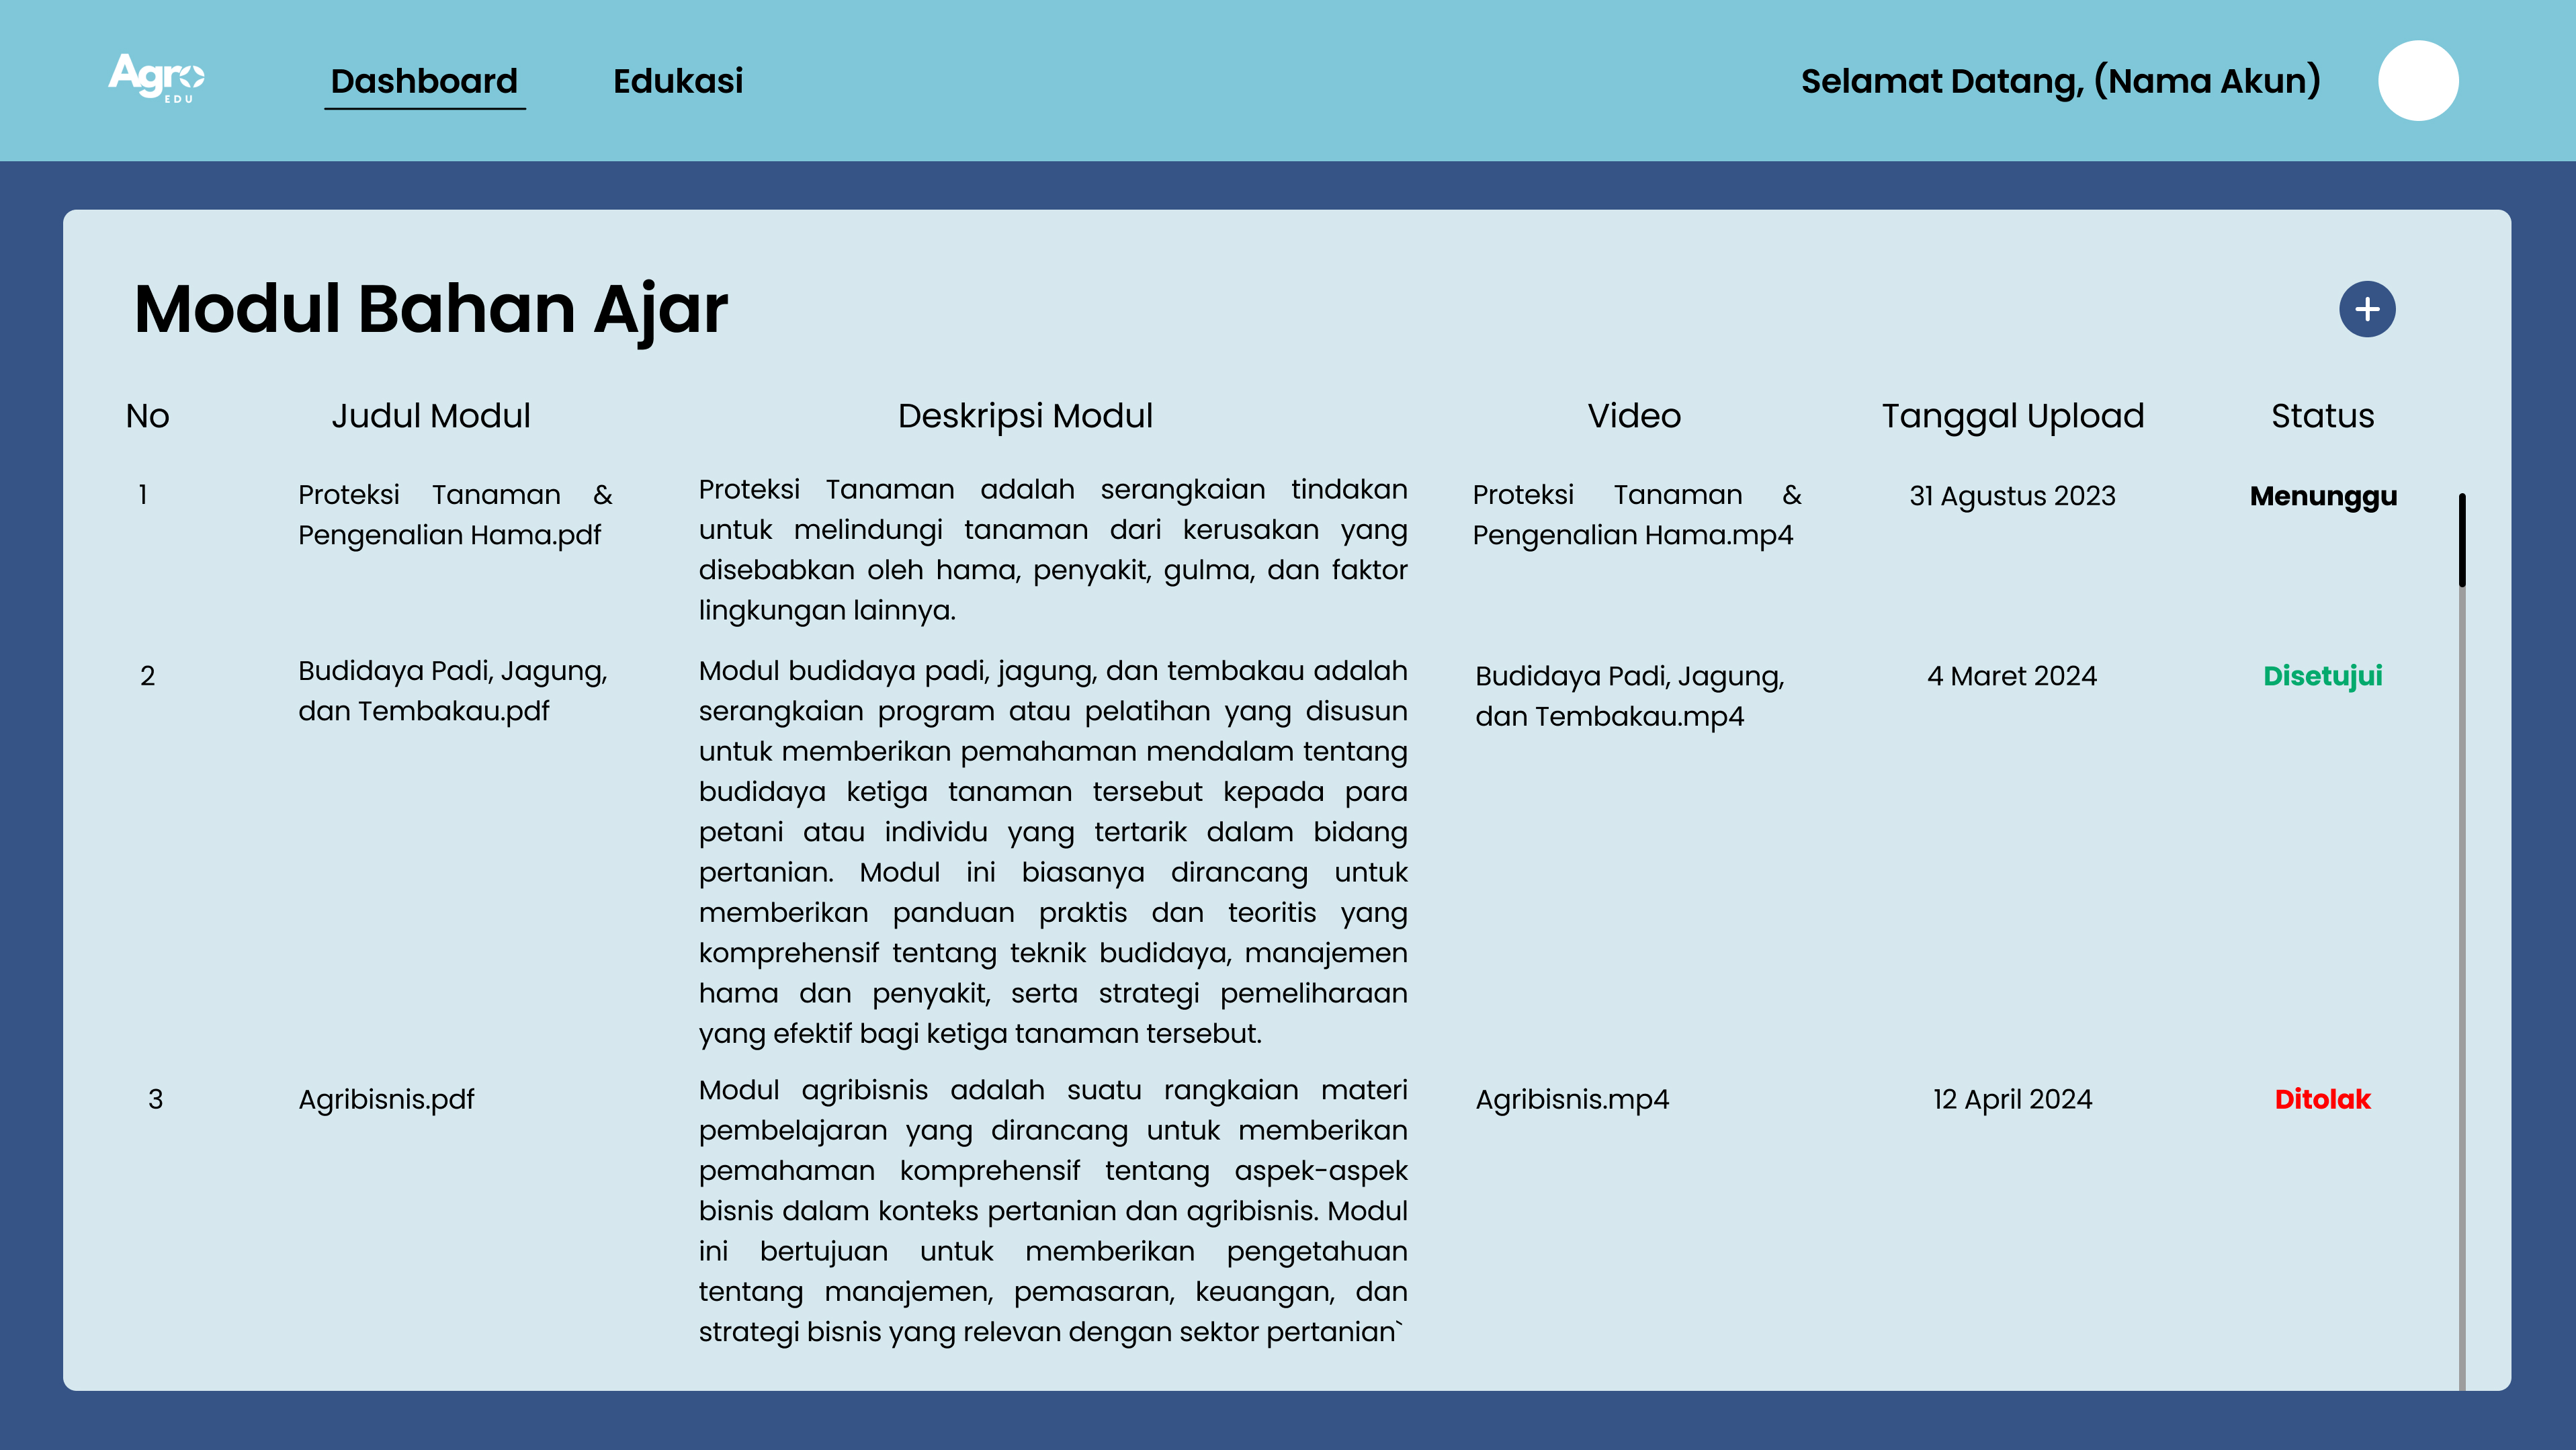 Agro
EDU
Dashboard
Edukasi
Selamat Datang, (Nama Akun)
Modul Bahan Ajar
No
Judul Modul
Deskripsi Modul
Video
Tanggal Upload
Status
1
Proteksi Tanaman &
Pengenalian Hama.pdf
Proteksi Tanaman adalah serangkaian tindakan
untuk melindungi tanaman dari kerusakan yang
disebabkan oleh hama, penyakit, gulma, dan faktor
lingkungan lainnya.
Proteksi Tanaman &
Pengenalian Hama.mp4
31 Agustus 2023
Menunggu
2
Budidaya Padi, Jagung,
dan Tembakau.pdf
Modul budidaya padi, jagung, dan tembakau adalah
serangkaian program atau pelatihan yang disusun
untuk memberikan pemahaman mendalam tentang
budidaya ketiga tanaman tersebut kepada para
petani atau individu yang tertarik dalam bidang
pertanian. Modul ini biasanya dirancang untuk
memberikan panduan praktis dan teoritis yang
komprehensif tentang teknik budidaya, manajemen
hama dan penyakit, serta strategi pemeliharaan
yang efektif bagi ketiga tanaman tersebut.
Budidaya Padi, Jagung,
dan Tembakau.mp4
4 Maret 2024
Disetujui
3
Agribisnis.pdf
Modul agribisnis adalah suatu rangkaian materi
pembelajaran yang dirancang untuk memberikan
pemahaman komprehensif tentang aspek-aspek
bisnis dalam konteks pertanian dan agribisnis. Modul
ini bertujuan untuk memberikan pengetahuan
tentang manajemen, pemasaran, keuangan, dan
strategi bisnis yang relevan dengan sektor pertanian`
Agribisnis.mp4
12 April 2024
Ditolak